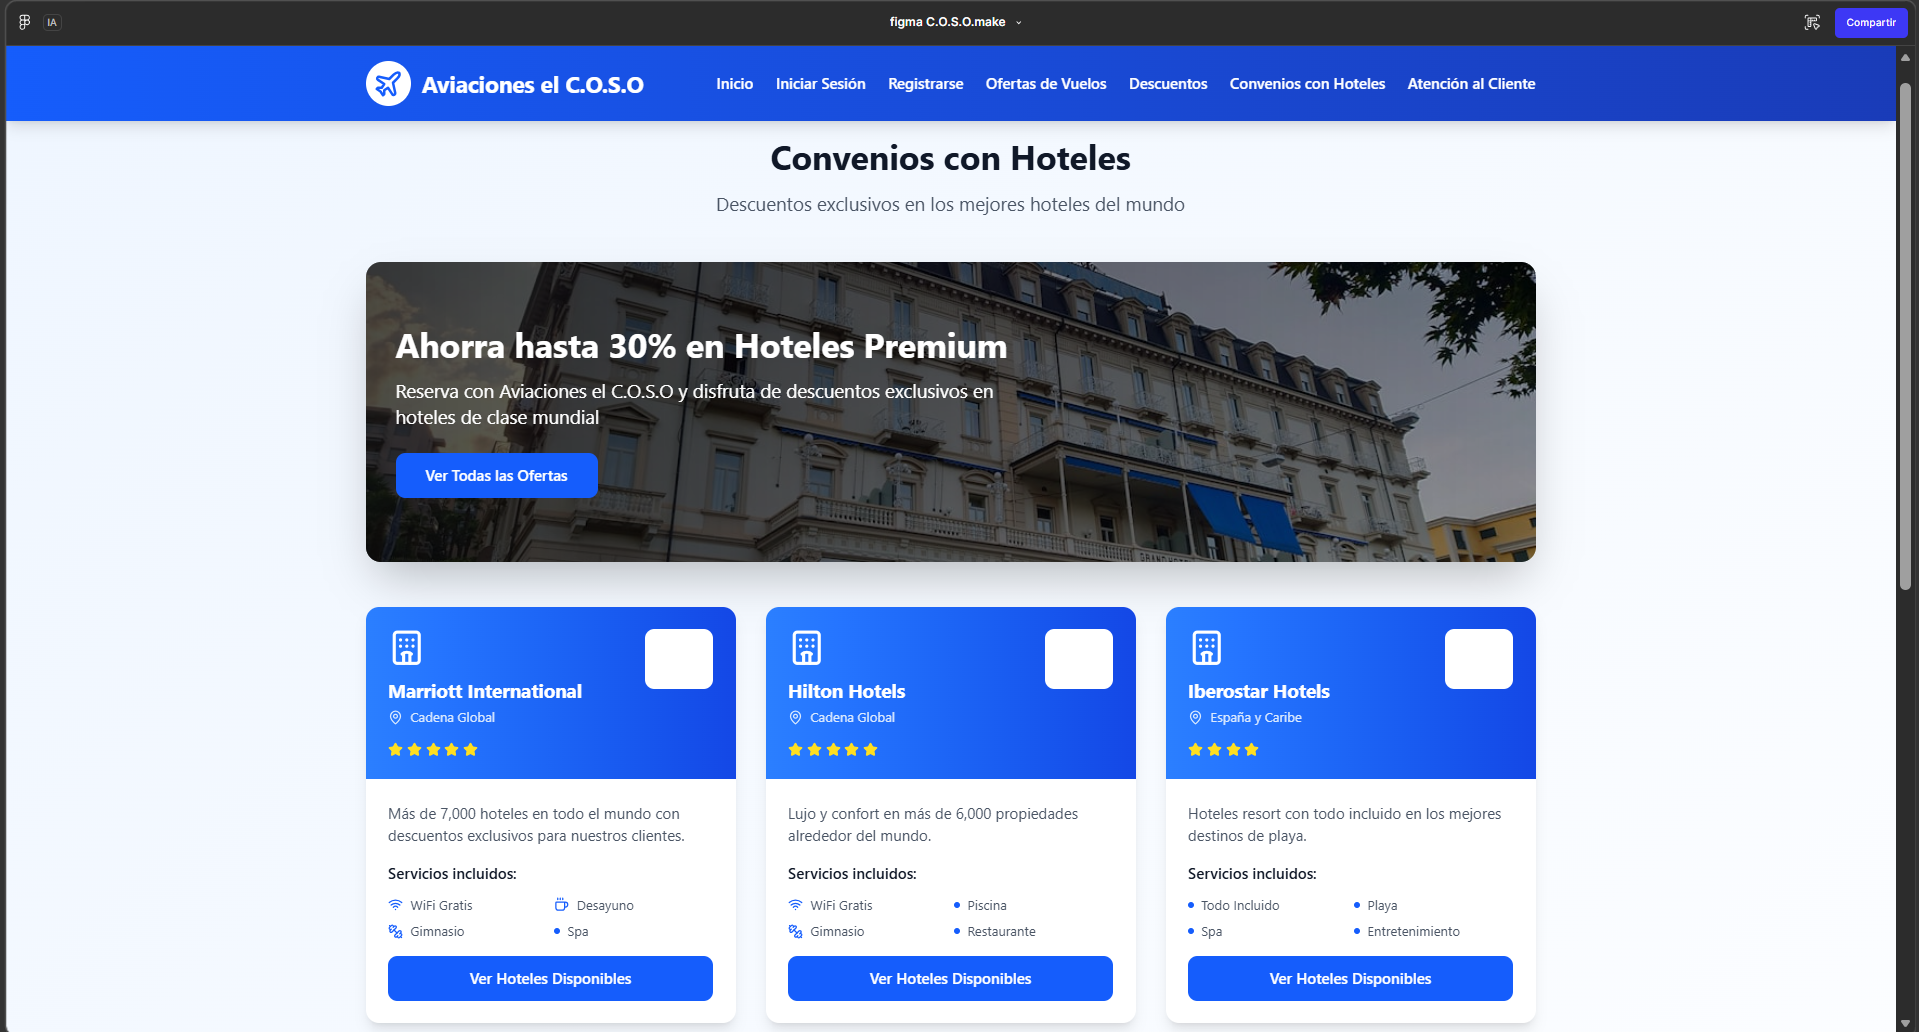 IA
figma C.O.S.O.make
Compartir
Aviaciones el C.O.S.O
Inicio
Iniciar Sesión
Registrarse
Ofertas de Vuelos
Descuentos
Convenios con Hoteles
Atención al Cliente
Convenios con Hoteles
Descuentos exclusivos en los mejores hoteles del mundo
Ahorra hasta 30% en Hoteles Premium
Reserva con Aviaciones el C.O.S.O y disfruta de descuentos exclusivos en
hoteles de clase mundial
Ver Todas las Ofertas
Marriott International
Cadena Global
Más de 7,000 hoteles en todo el mundo con
descuentos exclusivos para nuestros clientes.
Servicios incluidos:
WiFi Gratis
Desayuno
Gimnasio
Spa
Ver Hoteles Disponibles
Hilton Hotels
Cadena Global
Lujo y confort en más de 6,000 propiedades
alrededor del mundo.
Servicios incluidos:
WiFi Gratis
Piscina
Gimnasio
Restaurante
Ver Hoteles Disponibles
Iberostar Hotels
España y Caribe
Hoteles resort con todo incluido en los mejores
destinos de playa.
Servicios incluidos:
Todo Incluido
Playa
Spa
Entretenimiento
Ver Hoteles Disponibles